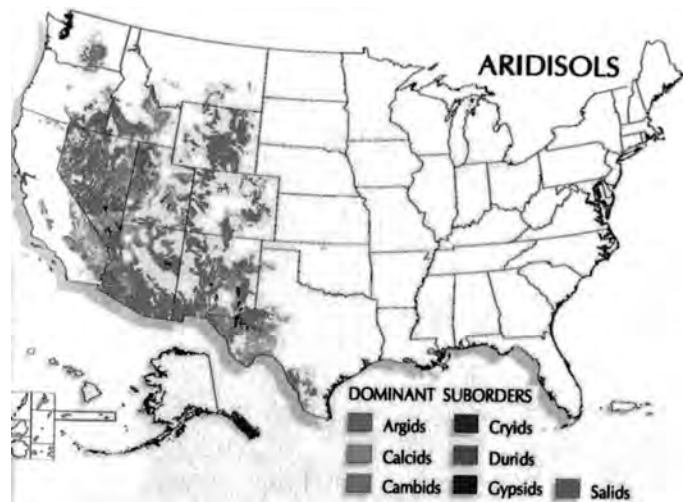 ARIDISOLS
DOMINANT SUBORDERS
Argids Cryids
Calcids Durids
Cambids Gypsids Salids